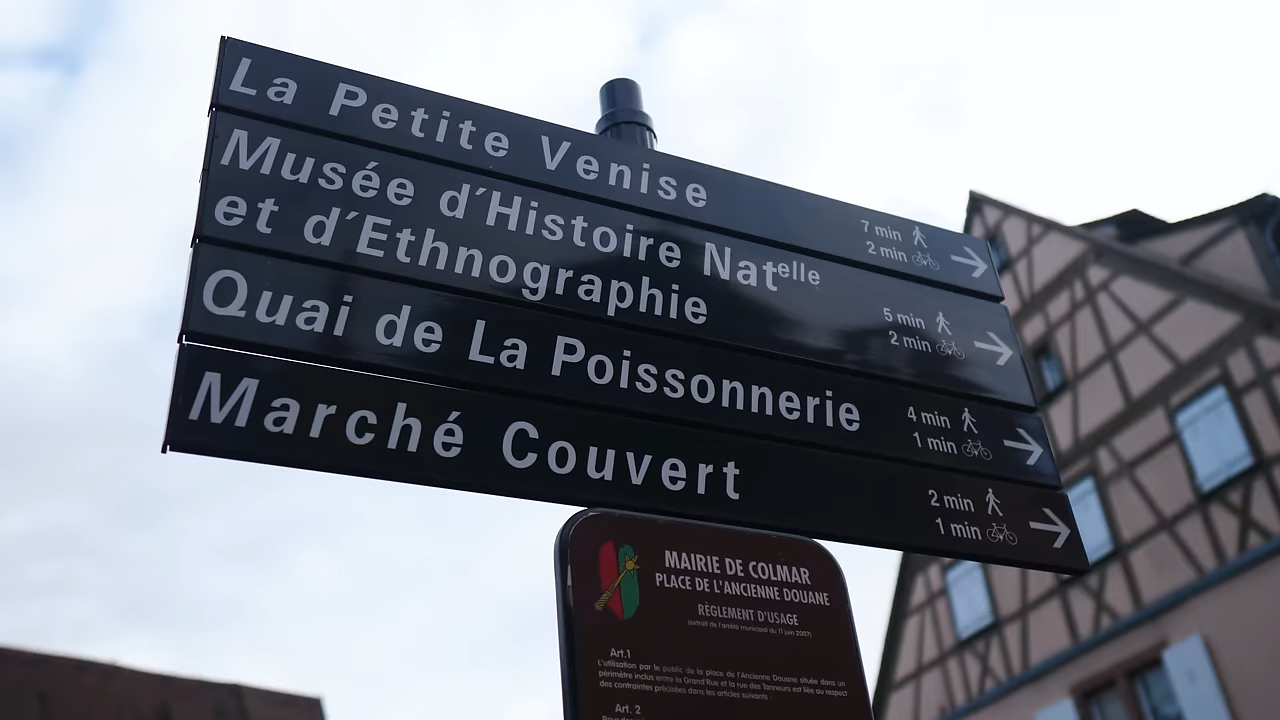 La Petite Venise
7 min
2 min
Musée d'Histoire Natelle
et d'Ethnographie
5 min
2 min
Quai de La Poissonnerie
4 min
1 min
Marché Couvert
2 min
1 min
MAIRIE DE COLMAR
PLACE DE L'ANCIENNE DOUANE
RÉGLEMENT D'USAGE
(extrait de l'arrêté municipal du 11 juin 2007)
Art.1
L'utilisation par le public de la place de l'Ancienne Douane située dans un
périmètre inclus entre la Grand'Rue et la rue des Tanneurs est liée au respect
des contraintes précisées dans les articles suivants :
Art. 2